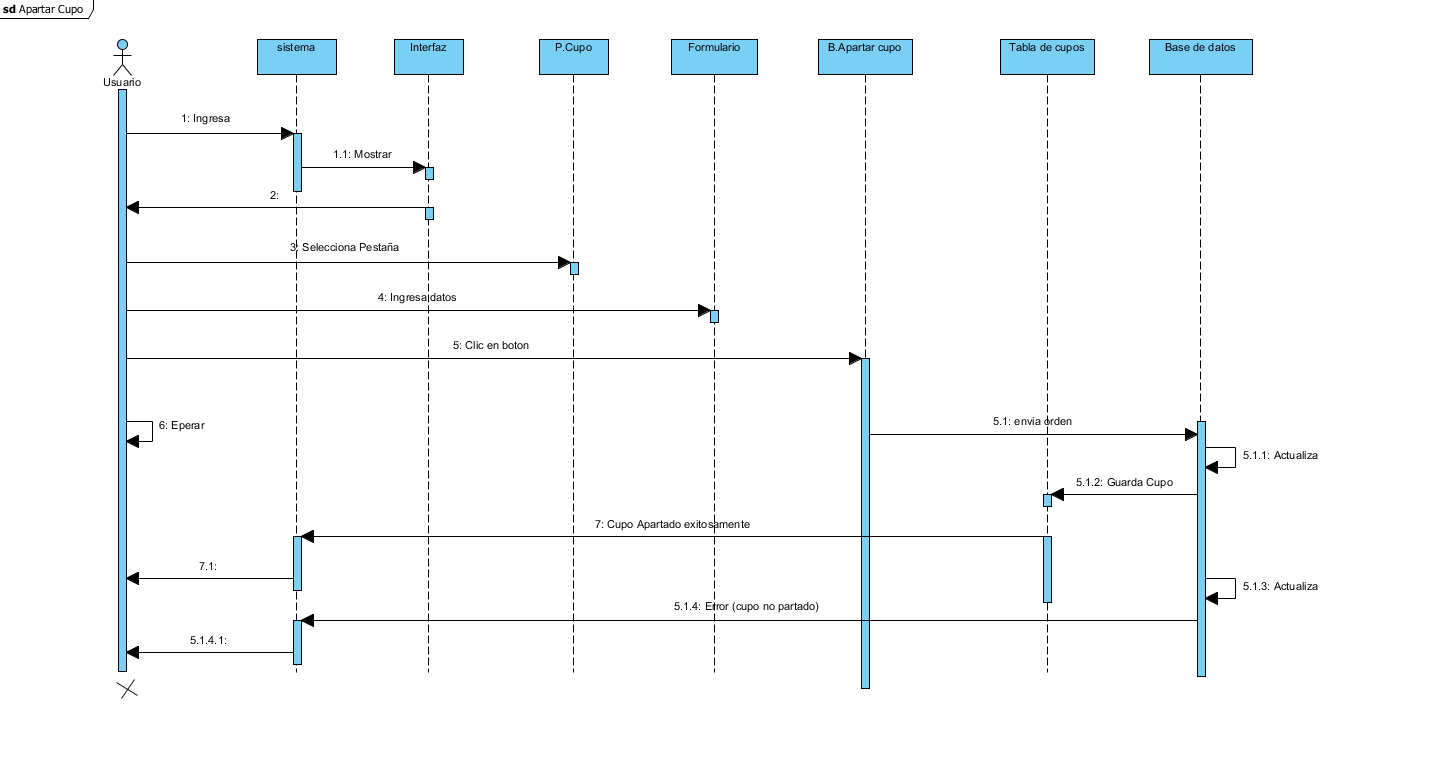 sd Apartar Cupo
Usuario
sistema
Interfaz
P.Cupo
Formulario
B.Apartar cupo
Tabla de cupos
Base de datos
1: Ingresa
1.1: Mostrar
2:
3: Selecciona Pestaña
4: Ingresa datos
5: Clic en boton
6: Eperar
5.1: envia orden
5.1.1: Actualiza
5.1.2: Guarda Cupo
7: Cupo Apartado exitosamente
7.1:
5.1.3: Actualiza
5.1.4: Error (cupo no partado)
5.1.4.1: